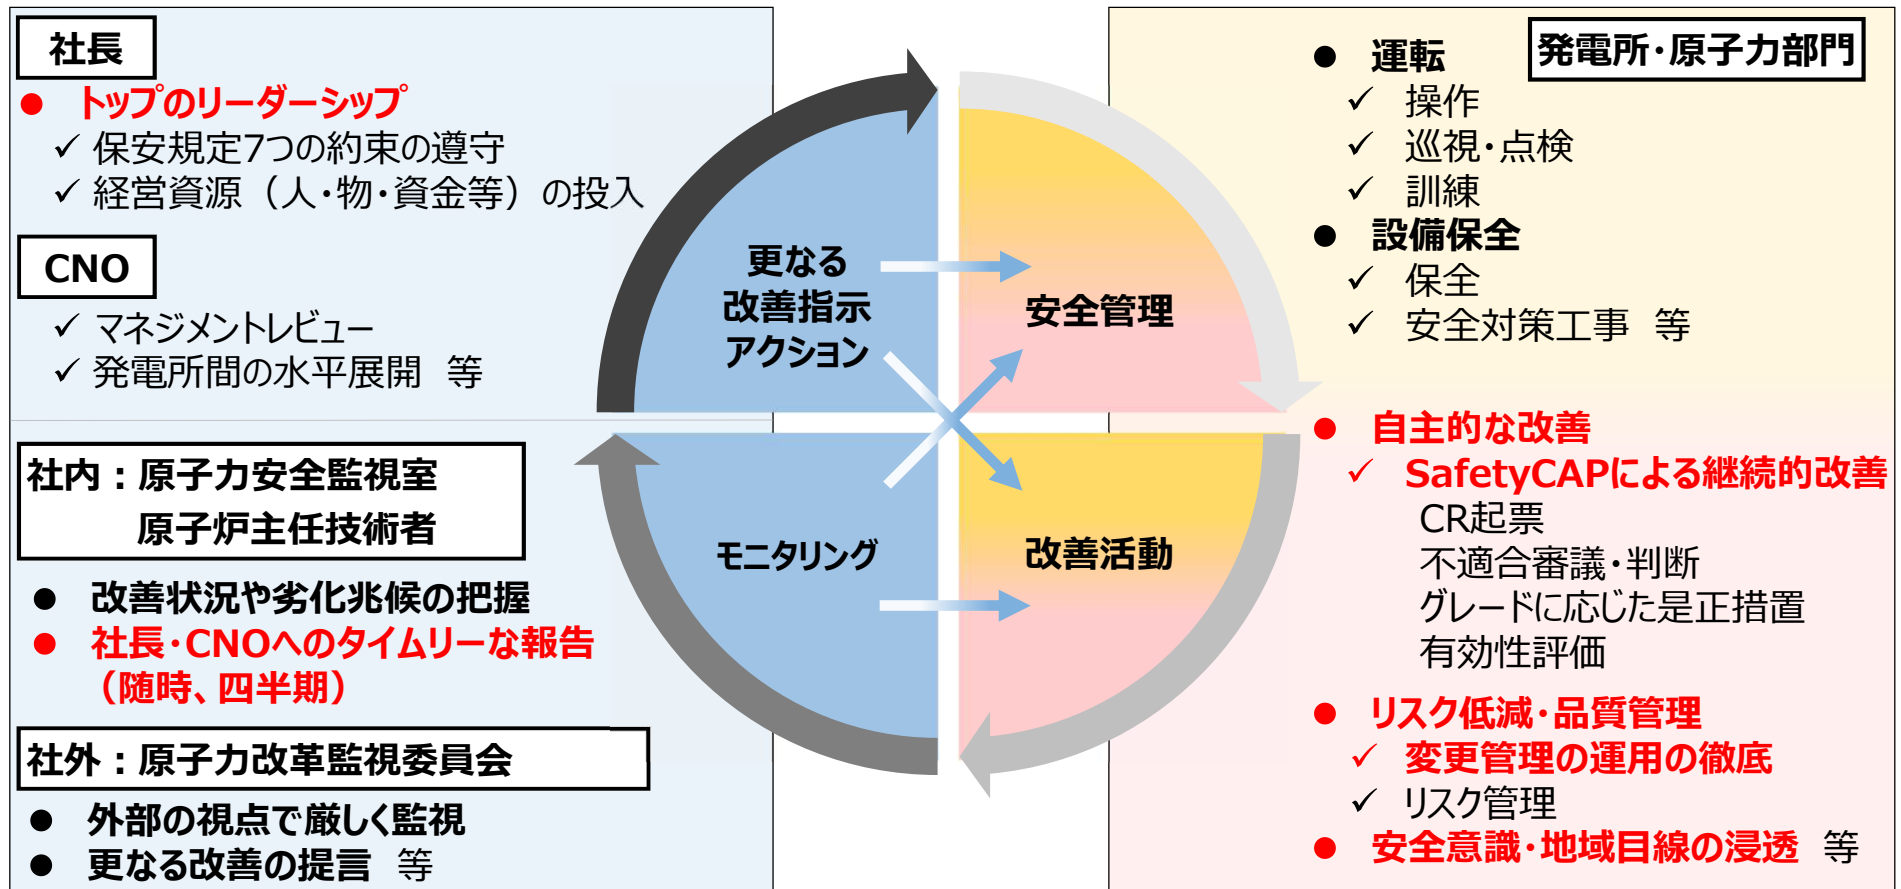 社長
● トップのリーダーシップ
✓ 保安規定7つの約束の遵守
✓ 経営資源（人・物・資金等）の投入
CNO
✓ マネジメントレビュー
✓ 発電所間の水平展開 等
社内：原子力安全監視室
原子炉主任技術者
● 改善状況や劣化兆候の把握
● 社長・CNOへのタイムリーな報告
（随時、四半期）
社外：原子力改革監視委員会
● 外部の視点で厳しく監視
● 更なる改善の提言 等
更なる
改善指示
アクション
安全管理
モニタリング
改善活動
発電所・原子力部門
● 運転
✓ 操作
✓ 巡視・点検
✓ 訓練
● 設備保全
✓ 保全
✓ 安全対策工事 等
● 自主的な改善
✓ SafetyCAPによる継続的改善
CR起票
不適合審議・判断
グレードに応じた是正措置
有効性評価
● リスク低減・品質管理
✓ 変更管理の運用の徹底
✓ リスク管理
● 安全意識・地域目線の浸透 等